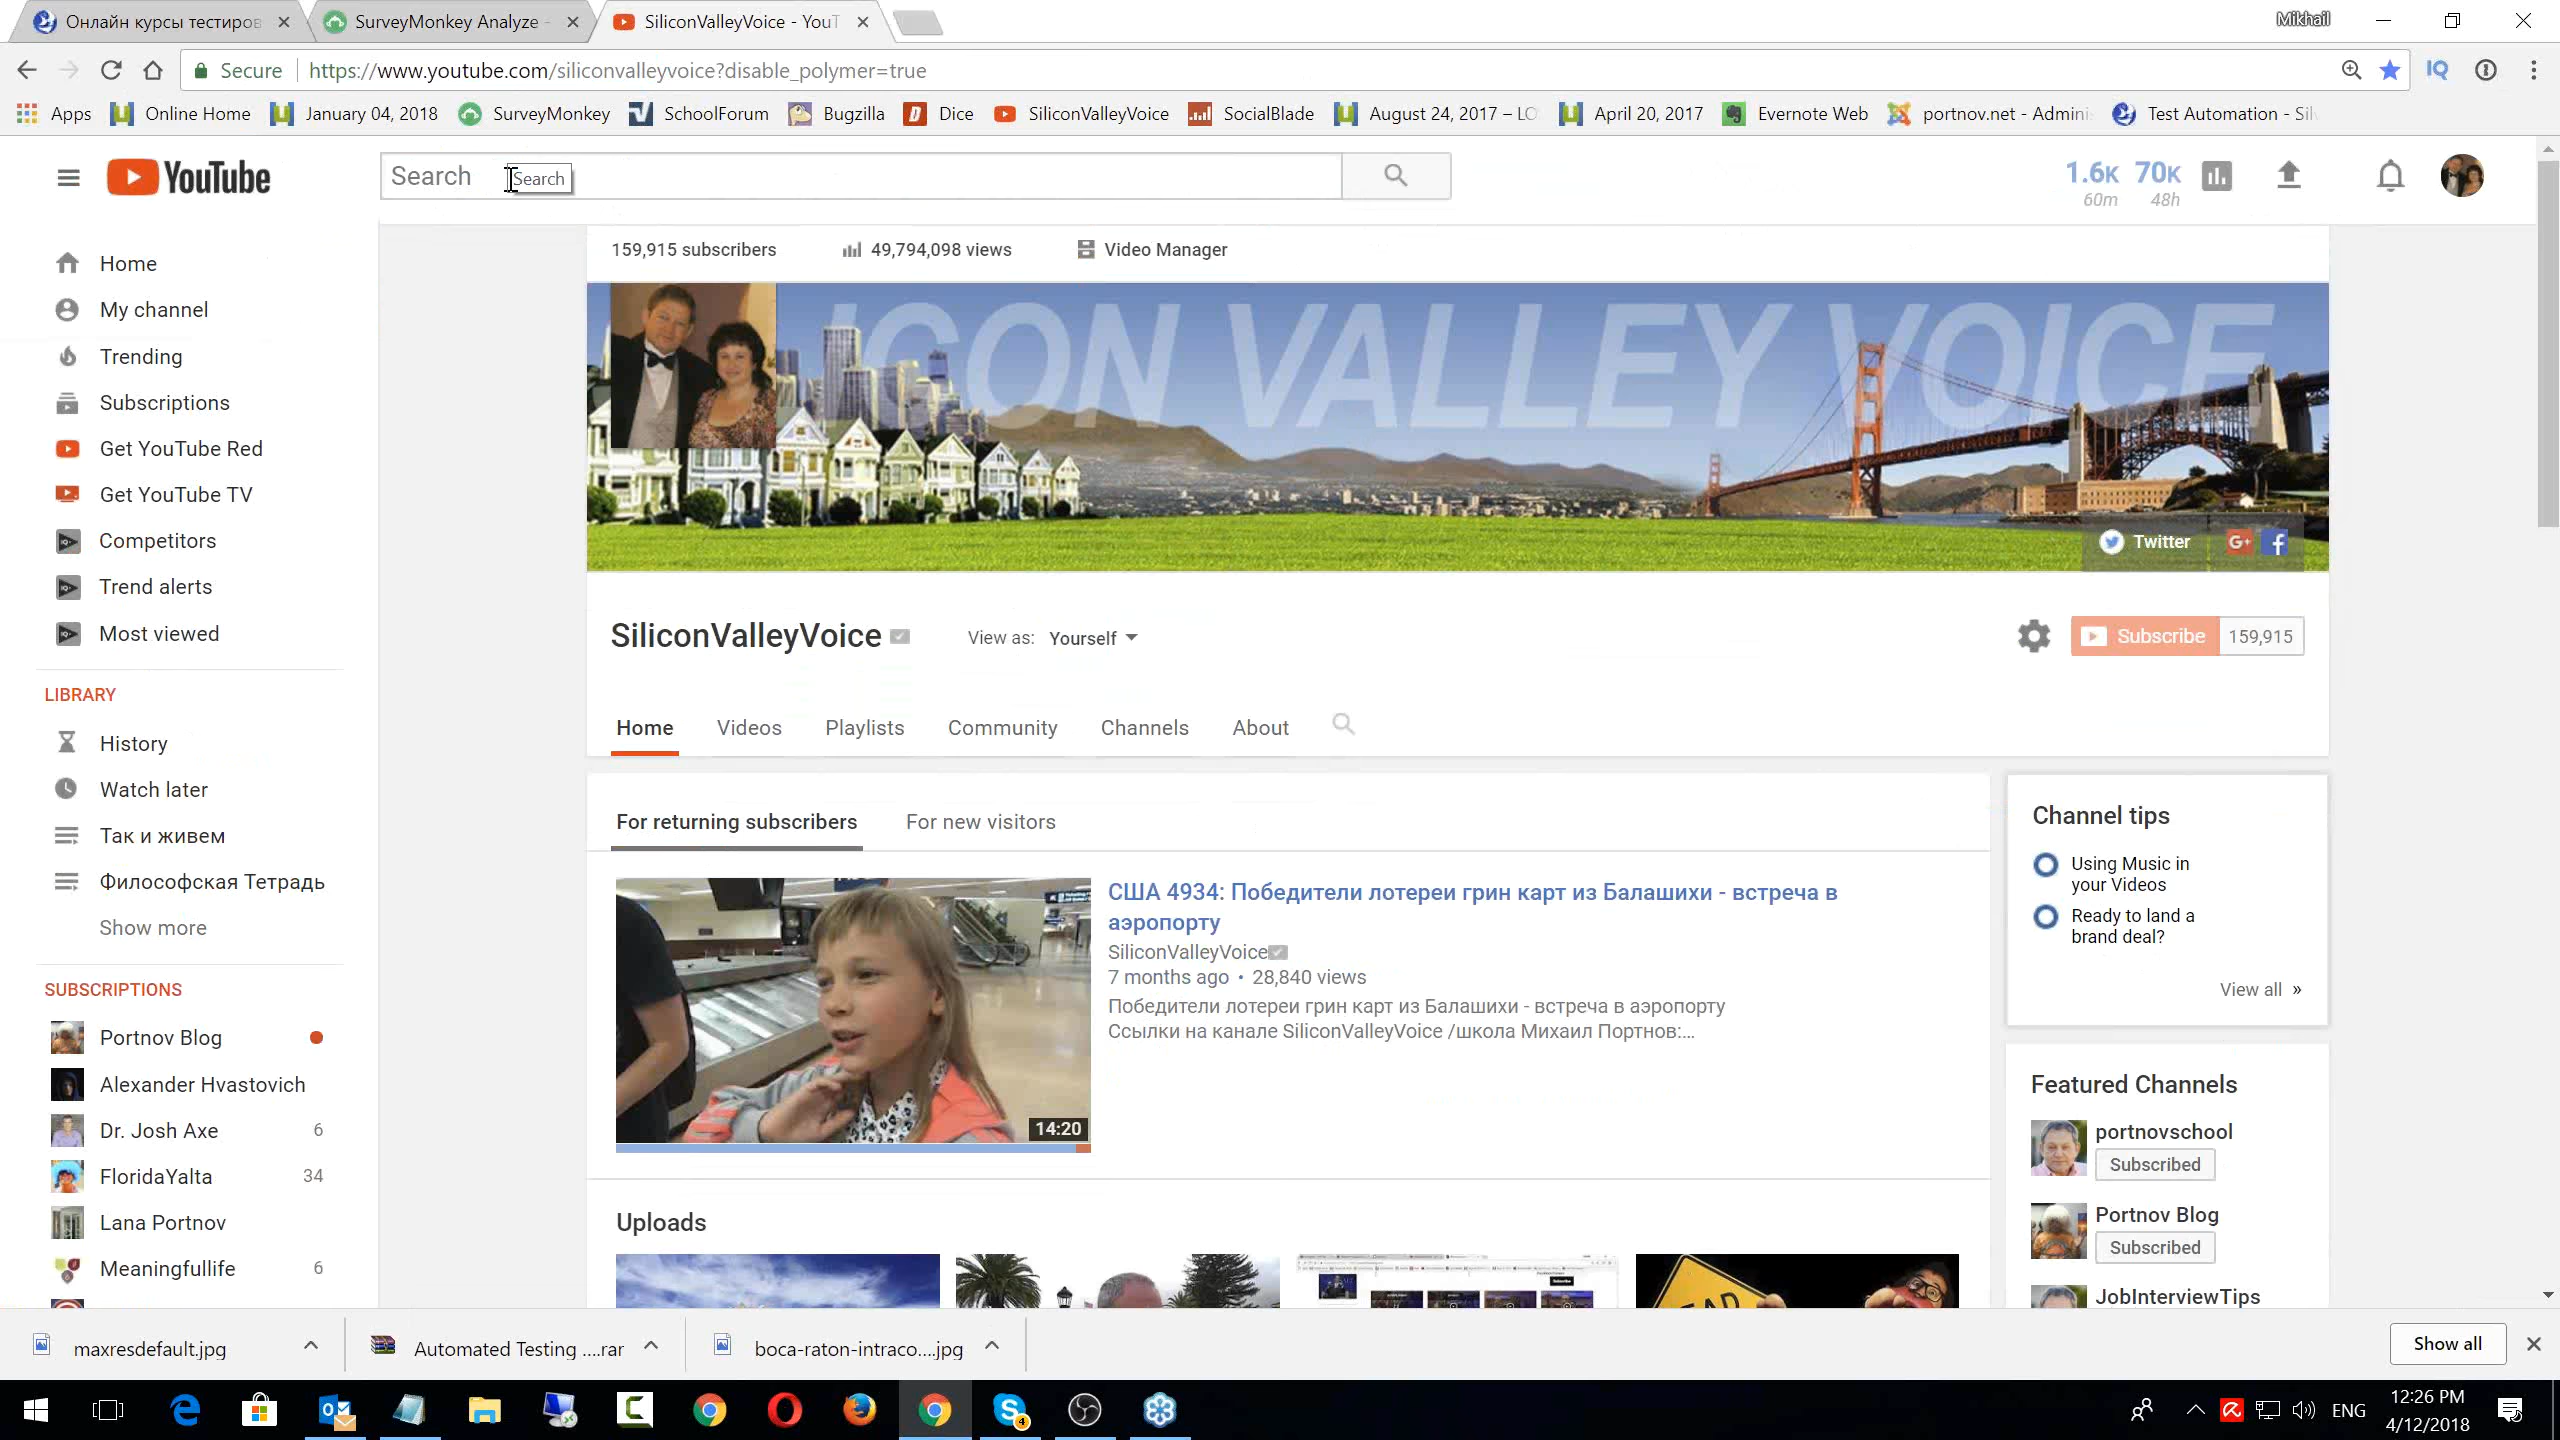 Онлайн курсы тестиров
SurveyMonkey Analyze -
SiliconValleyVoice - YouT
Mikhail
Secure
https://www.youtube.com/siliconvalleyvoice?disable_polymer=true
IQ
Apps
Online Home
January 04, 2018
SurveyMonkey
SchoolForum
Bugzilla
Dice
SiliconValleyVoice
SocialBlade
August 24, 2017 – LO
April 20, 2017
Evernote Web
portnov.net - Admini
Test Automation - Sil
YouTube
Search
Search
1.6K
60m
70K
48h
Home
My channel
Trending
Subscriptions
Get YouTube Red
Get YouTube TV
Competitors
Trend alerts
Most viewed
LIBRARY
History
Watch later
Так и живем
Философская Тетрадь
Show more
SUBSCRIPTIONS
Portnov Blog
Alexander Hvastovich
Dr. Josh Axe 6
FloridaYalta 34
Lana Portnov
Meaningfullife 6
159,915 subscribers
49,794,098 views
Video Manager
ICON VALLEY VOICE
Twitter
G+
SiliconValleyVoice
View as: Yourself
Subscribe 159,915
Home
Videos
Playlists
Community
Channels
About
For returning subscribers
For new visitors
14:20
США 4934: Победители лотереи грин карт из Балашихи - встреча в
аэропорту
SiliconValleyVoice
7 months ago • 28,840 views
Победители лотереи грин карт из Балашихи - встреча в аэропорту
Ссылки на канале SiliconValleyVoice /школа Михаил Портнов:...
Uploads
Channel tips
Using Music in
your Videos
Ready to land a
brand deal?
View all »
Featured Channels
portnovschool
Subscribed
Portnov Blog
Subscribed
JobInterviewTips
maxresdefault.jpg
Automated Testing ....rar
boca-raton-intraco....jpg
Show all
4
ENG
12:26 PM
4/12/2018